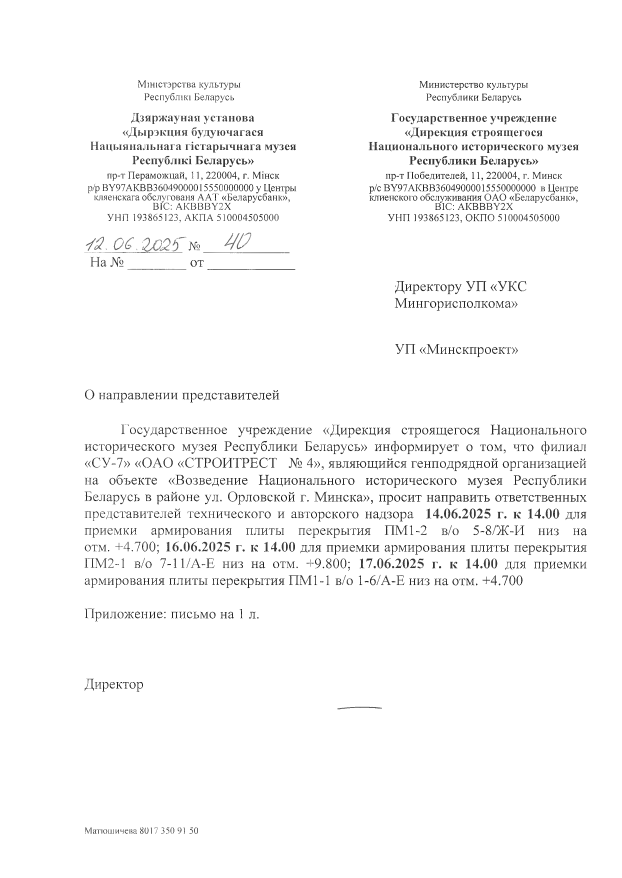 Міністэрства культуры
Рэспублікі Беларусь
Дзяржаўная установа
«Дырэкцыя будуючагася
Нацыянальнага гістарычнага музея
Рэспублікі Беларусь»
пр-т Пераможцаў, 11, 220004, г. Мінск
р/р BY97AKBB36049000015550000000 у Цэнтры
кліенскага абслугованя ААТ «Беларусбанк»,
BIC: AKBBBY2X
УНП 193865123, АКПА 510004505000
12.06.2025 № 40
На № ________ от ____________
Министерство культуры
Республики Беларусь
Государственное учреждение
«Дирекция строящегося
Национального исторического музея
Республики Беларусь»
пр-т Победителей, 11, 220004, г. Минск
р/с BY97AKBB36049000015550000000 в Центре
клиенского обслуживания ОАО «Беларусбанк»,
BIC: AKBBBY2X
УНП 193865123, ОКПО 510004505000
Директору УП «УКС
Мингорисполкома»
УП «Минскпроект»
О направлении представителей
Государственное учреждение «Дирекция строящегося Национального
исторического музея Республики Беларусь» информирует о том, что филиал
«СУ-7» «ОАО «СТРОЙТРЕСТ № 4», являющийся генподрядной организацией
на объекте «Возведение Национального исторического музея Республики
Беларусь в районе ул. Орловской г. Минска», просит направить ответственных
представителей технического и авторского надзора 14.06.2025 г. к 14.00 для
приемки армирования плиты перекрытия ПМ1-2 в/о 5-8/Ж-И низ на
отм. +4.700; 16.06.2025 г. к 14.00 для приемки армирования плиты перекрытия
ПМ2-1 в/о 7-11/А-Е низ на отм. +9.800; 17.06.2025 г. к 14.00 для приемки
армирования плиты перекрытия ПМ1-1 в/о 1-6/А-Е низ на отм. +4.700
Приложение: письмо на 1 л.
Директор
Матюшичева 8017 350 91 50